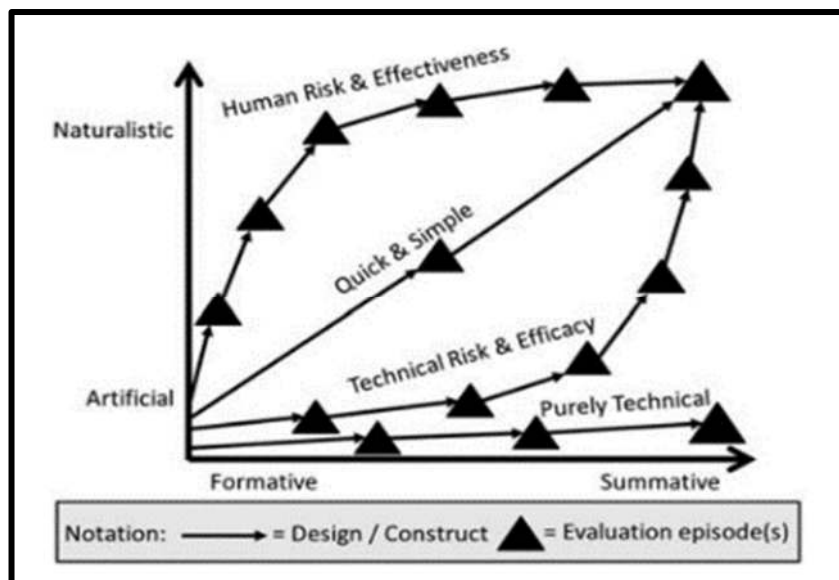 Human Risk & Effectiveness
Naturalistic
Quick & Simple
Technical Risk & Efficacy
Artificial
Purely Technical
Formative
Summative
Notation: = Design / Construct = Evaluation episode(s)